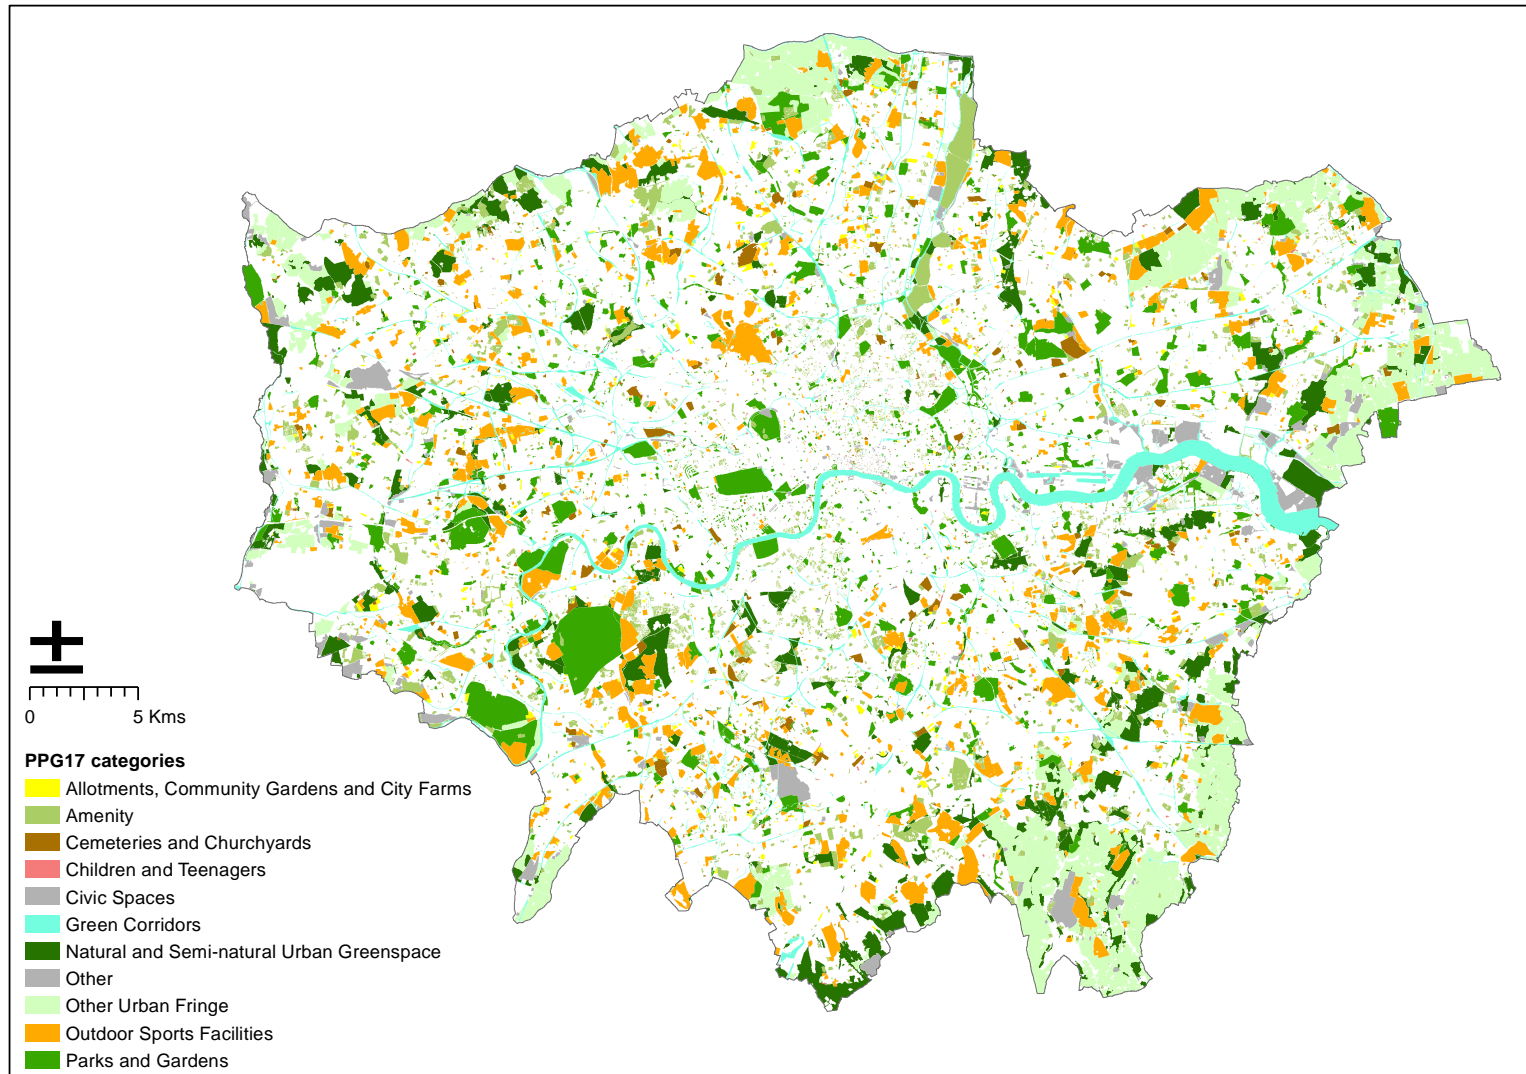 0 5 Kms
PPG17 categories
Allotments, Community Gardens and City Farms
Amenity
Cemeteries and Churchyards
Children and Teenagers
Civic Spaces
Green Corridors
Natural and Semi-natural Urban Greenspace
Other
Other Urban Fringe
Outdoor Sports Facilities
Parks and Gardens